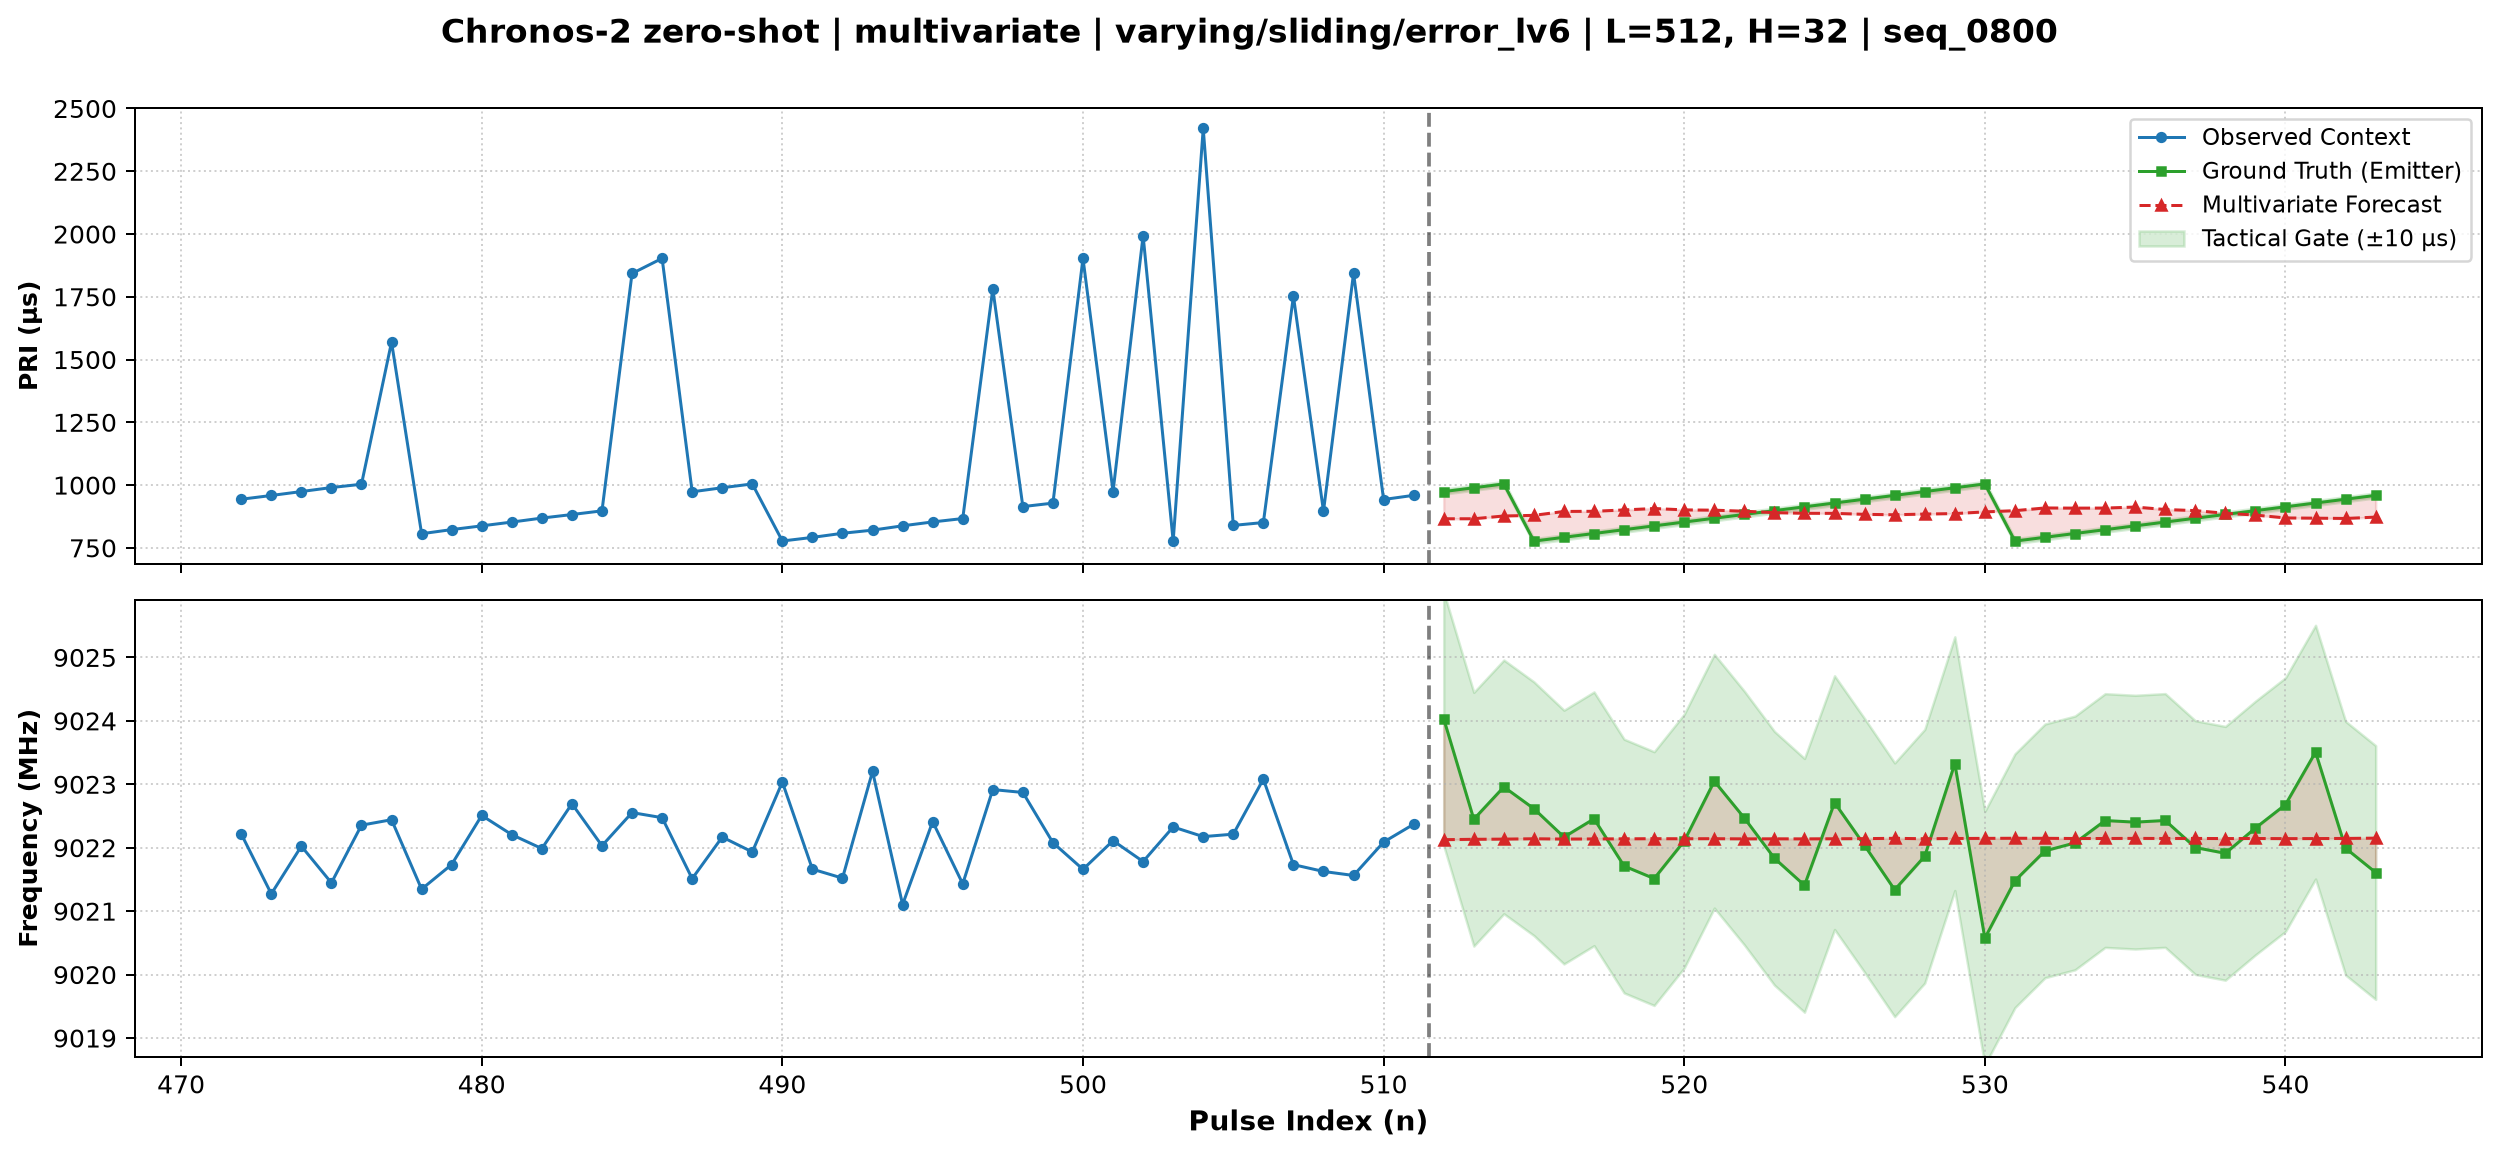 Chronos-2 zero-shot | multivariate | varying/sliding/error_lv6 | L=512, H=32 | seq_0800
2500
2250
2000
1750
1500
1250
1000
750
PRI (µs)
Observed Context
Ground Truth (Emitter)
Multivariate Forecast
Tactical Gate (±10 µs)
9025
9024
9023
9022
9021
9020
9019
Frequency (MHz)
470 480 490 500 510 520 530 540
Pulse Index (n)